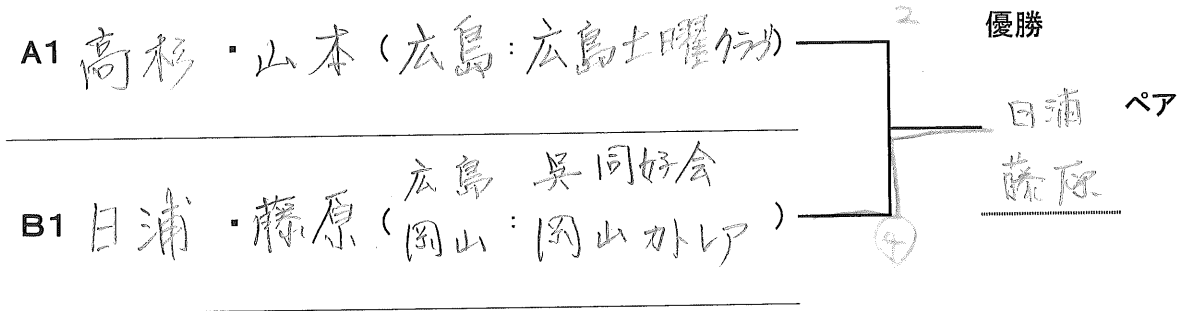 2
優勝
A1 高杉・山本(広島:広島土曜クラブ)
日浦 ペア
藤原
広島 呉同好会
B1 日浦・藤原(岡山:岡山カトレア)
④